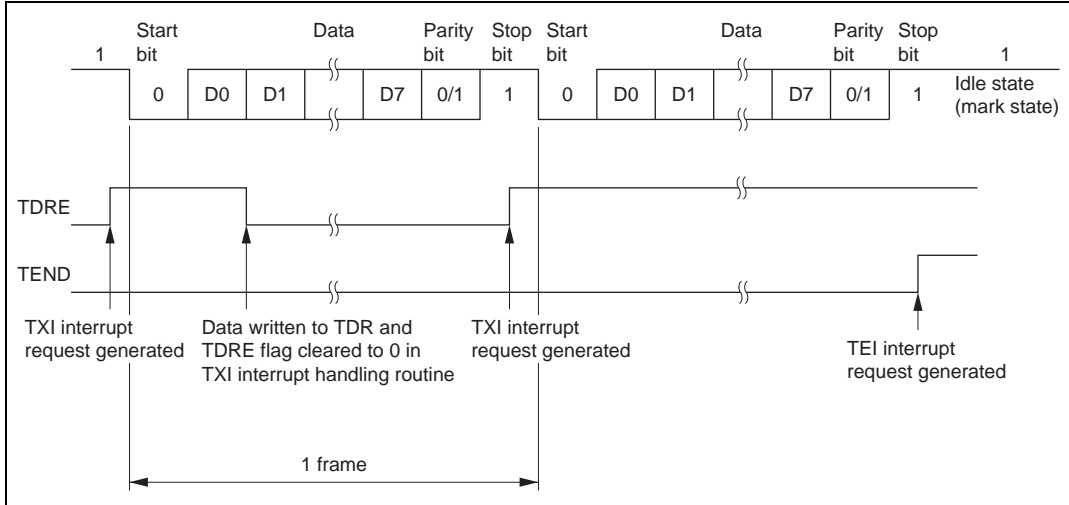 Start Data Parity Stop Start Data Parity Stop
1 bit bit bit bit bit bit 1
0 D0 D1 D7 0/1 1 0 D0 D1 D7 0/1 1 Idle state
(mark state)
TDRE
TEND
TXI interrupt
request generated
Data written to TDR and
TDRE flag cleared to 0 in
TXI interrupt handling routine
TXI interrupt
request generated
TEI interrupt
request generated
1 frame